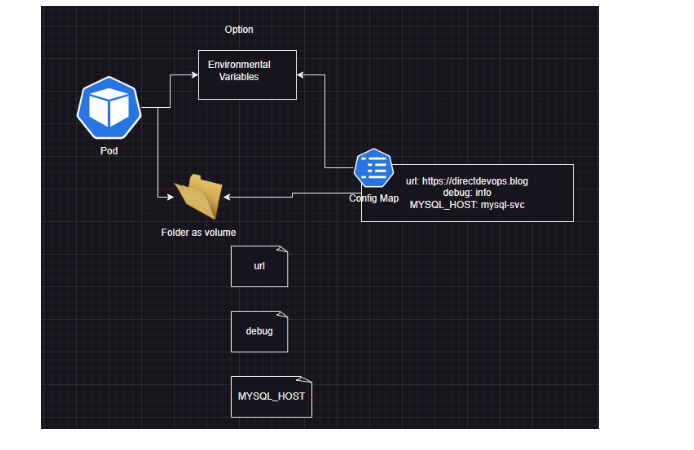 Option
Environmental
Variables
Pod
url: https://directdevops.blog
debug: info
MYSQL_HOST: mysql-svc
Config Map
Folder as volume
url
debug
MYSQL_HOST